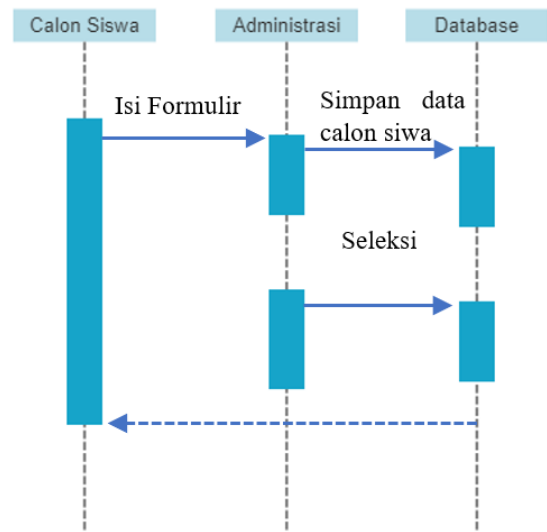 Calon Siswa
Administrasi
Database
Isi Formulir
Simpan data
calon siwa
Seleksi